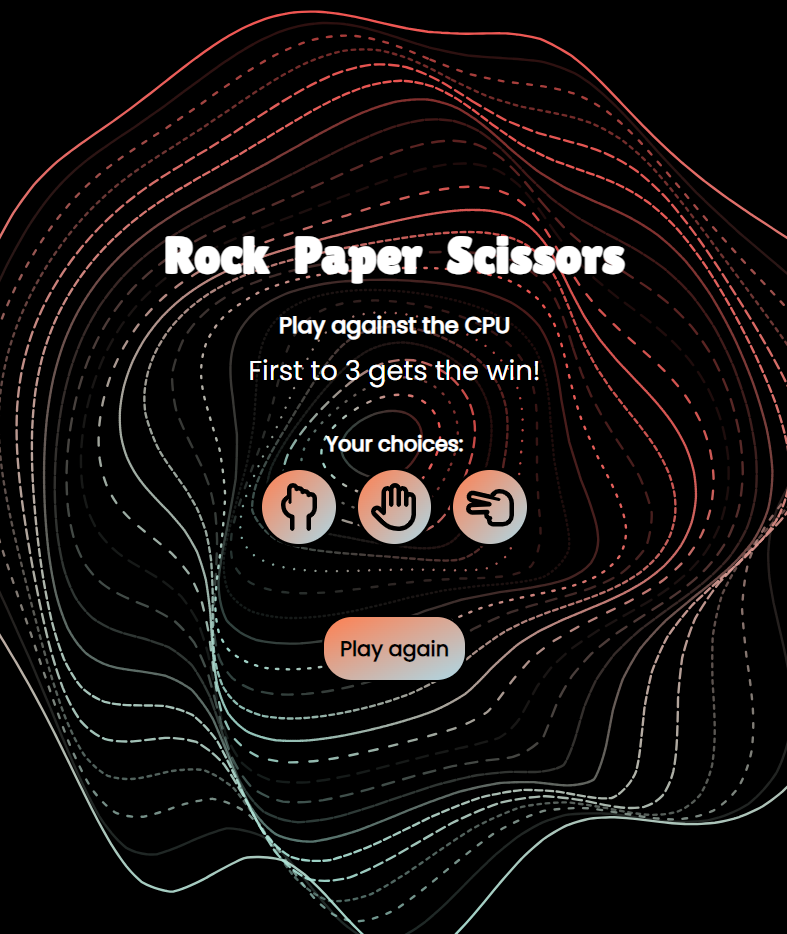 Rock Paper Scissors
Play against the CPU
First to 3 gets the win!
Your choices:
Play again